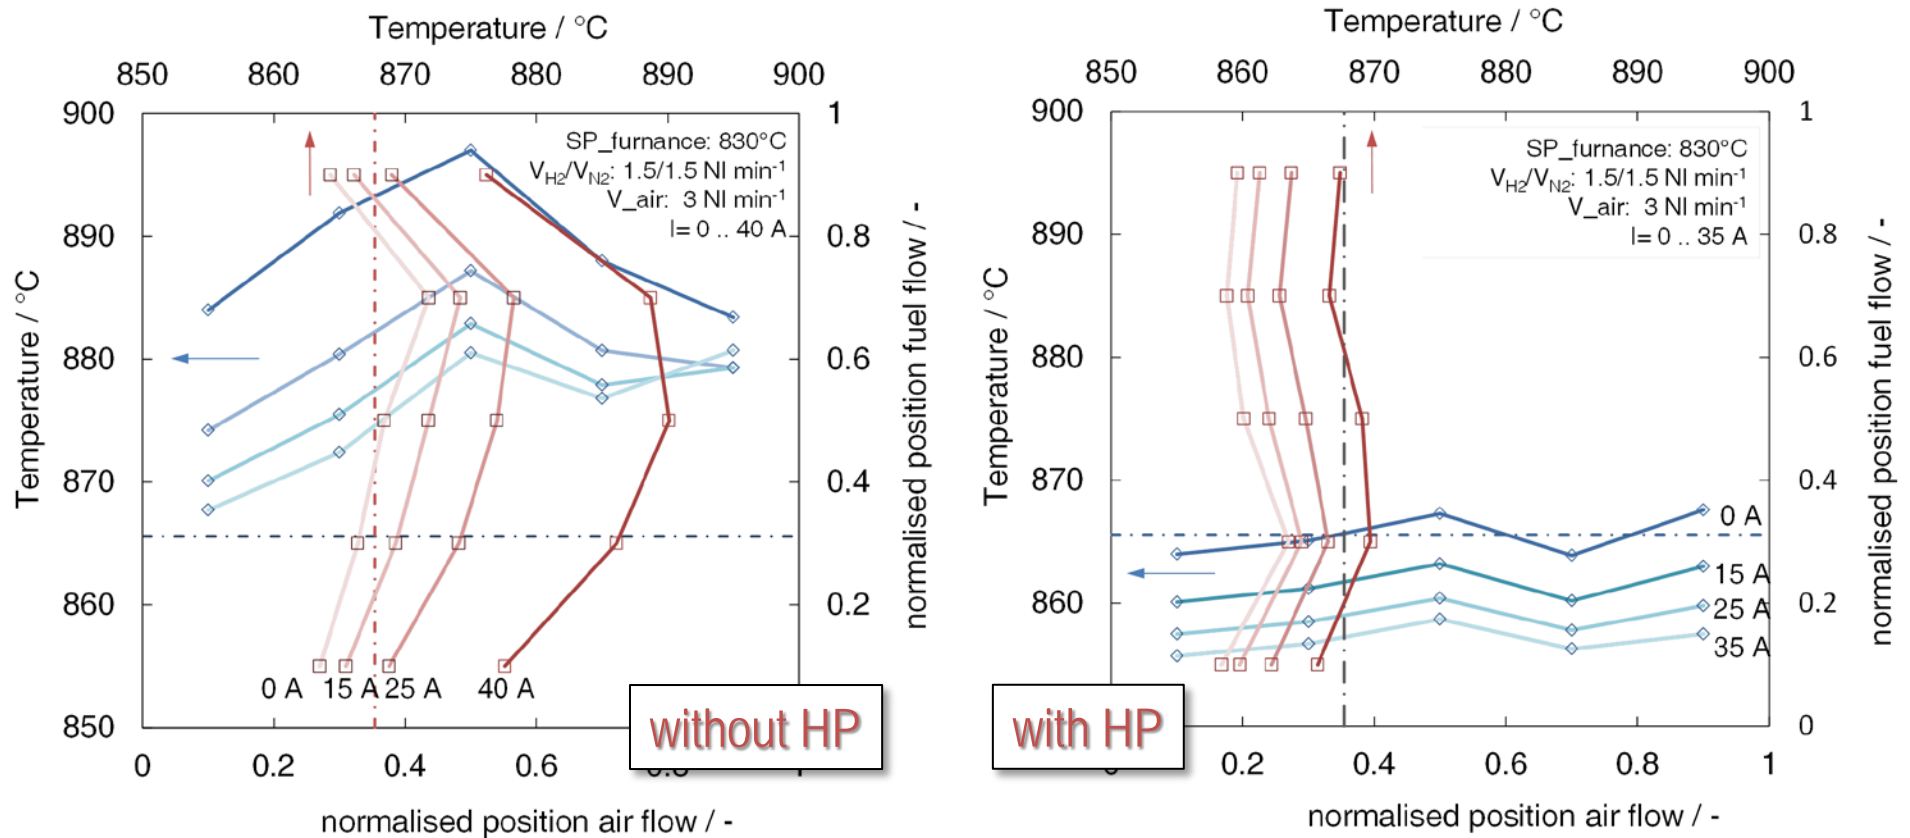 Temperature / °C
850 860 870 880 890 900
900
890
880
870
860
850
Temperature / °C
SP_furnance: 830°C
V_H2/V_N2: 1.5/1.5 Nl min⁻¹
V_air: 3 Nl min⁻¹
I= 0 .. 40 A
1
0.8
0.6
0.4
0.2
normalised position fuel flow / -
0 A 15 A 25 A 40 A
without HP
0 0.2 0.4 0.6 0.8 1
normalised position air flow / -
Temperature / °C
850 860 870 880 890 900
900
890
880
870
860
Temperature / °C
SP_furnance: 830°C
V_H2/V_N2: 1.5/1.5 Nl min⁻¹
V_air: 3 Nl min⁻¹
I= 0 .. 35 A
1
0.8
0.6
0.4
0.2
0
normalised position fuel flow / -
0 A
15 A
25 A
35 A
with HP
0 0.2 0.4 0.6 0.8 1
normalised position air flow / -